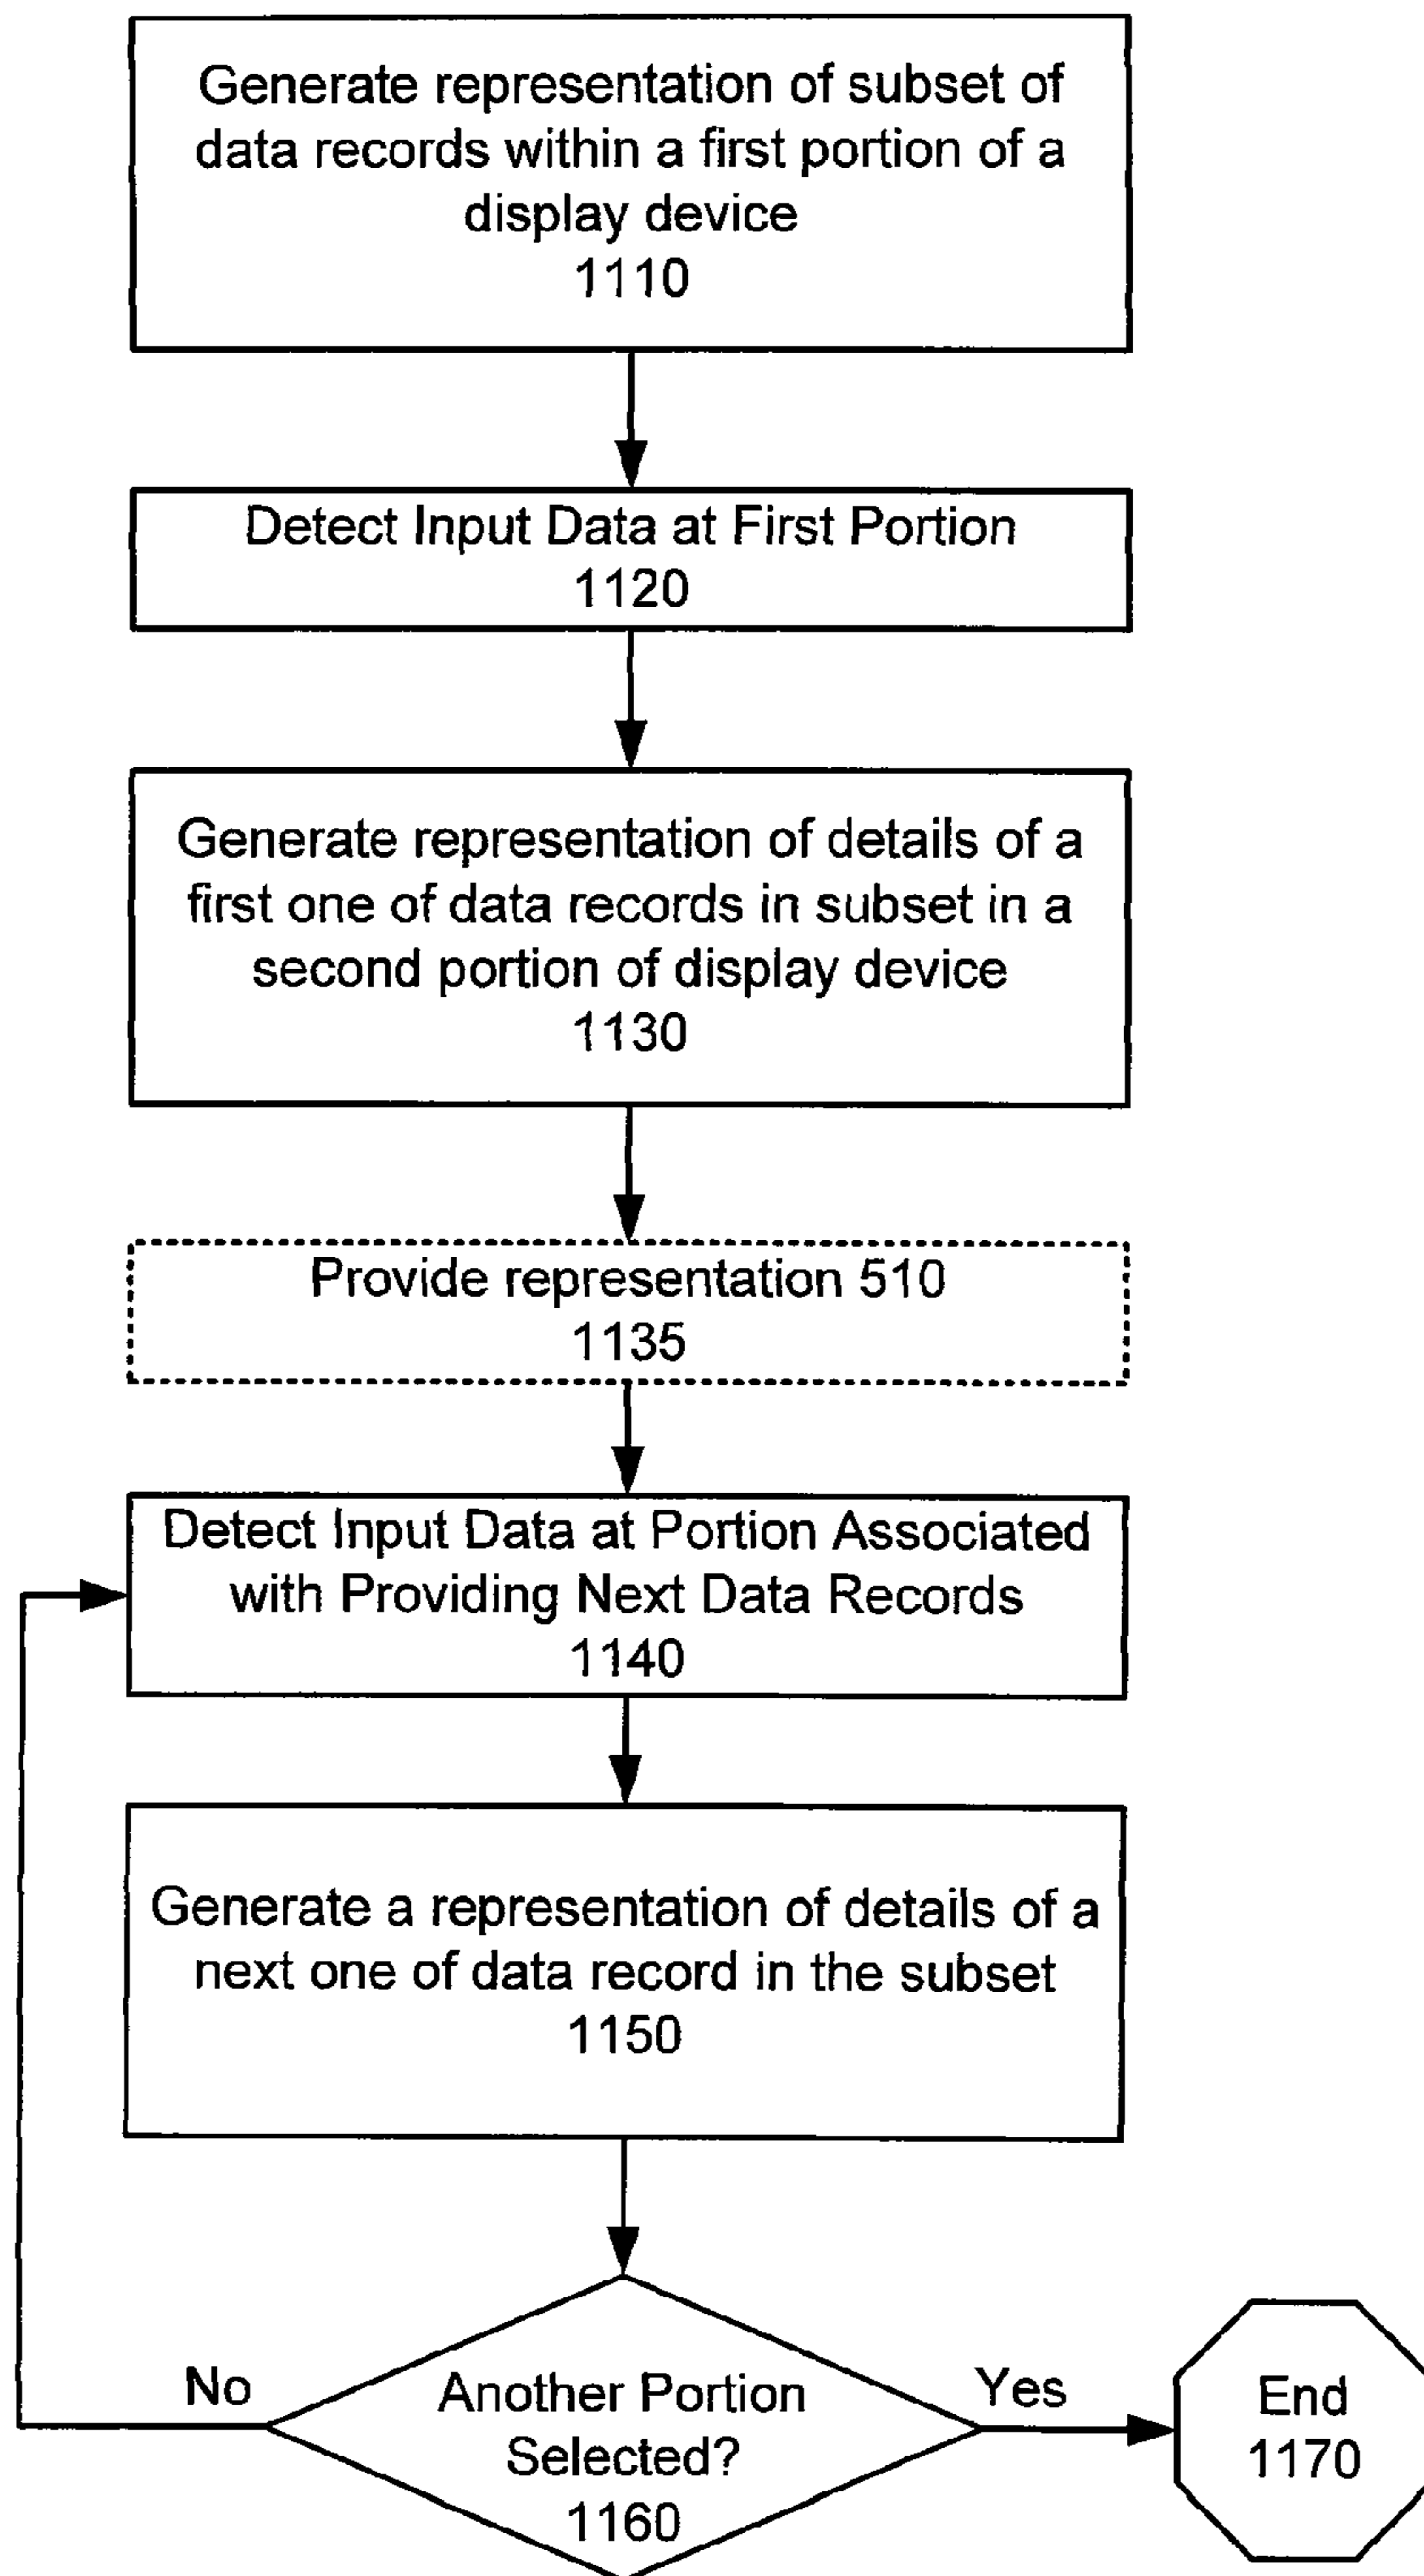 Generate representation of subset of
data records within a first portion of a
display device
1110
Detect Input Data at First Portion
1120
Generate representation of details of a
first one of data records in subset in a
second portion of display device
1130
Provide representation 510
1135
Detect Input Data at Portion Associated
with Providing Next Data Records
1140
Generate a representation of details of a
next one of data record in the subset
1150
No
Another Portion
Selected?
1160
Yes
End
1170